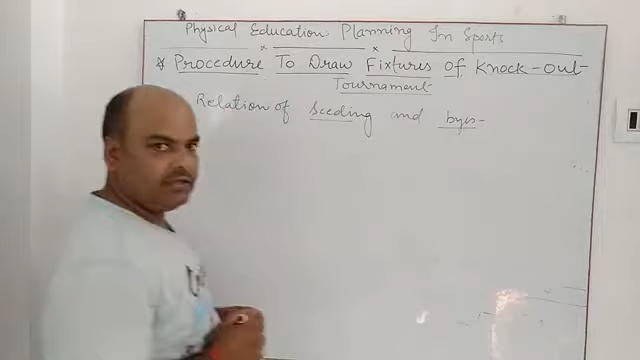 Physical Education Planning In Sports
* Procedure To Draw Fixtures of Knock-Out-
Tournament
Relation of Seeding and byes-